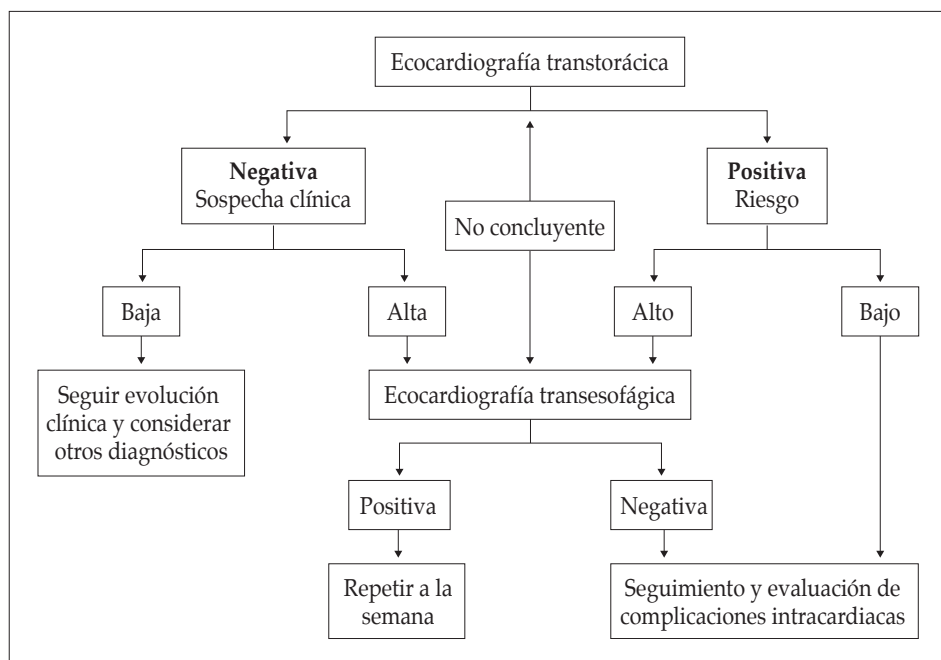 Ecocardiografía transtorácica
Negativa
Sospecha clínica
Positiva
Riesgo
No concluyente
Baja
Alta
Alto
Bajo
Seguir evolución
clínica y considerar
otros diagnósticos
Ecocardiografía transesofágica
Positiva
Negativa
Repetir a la
semana
Seguimiento y evaluación de
complicaciones intracardiacas